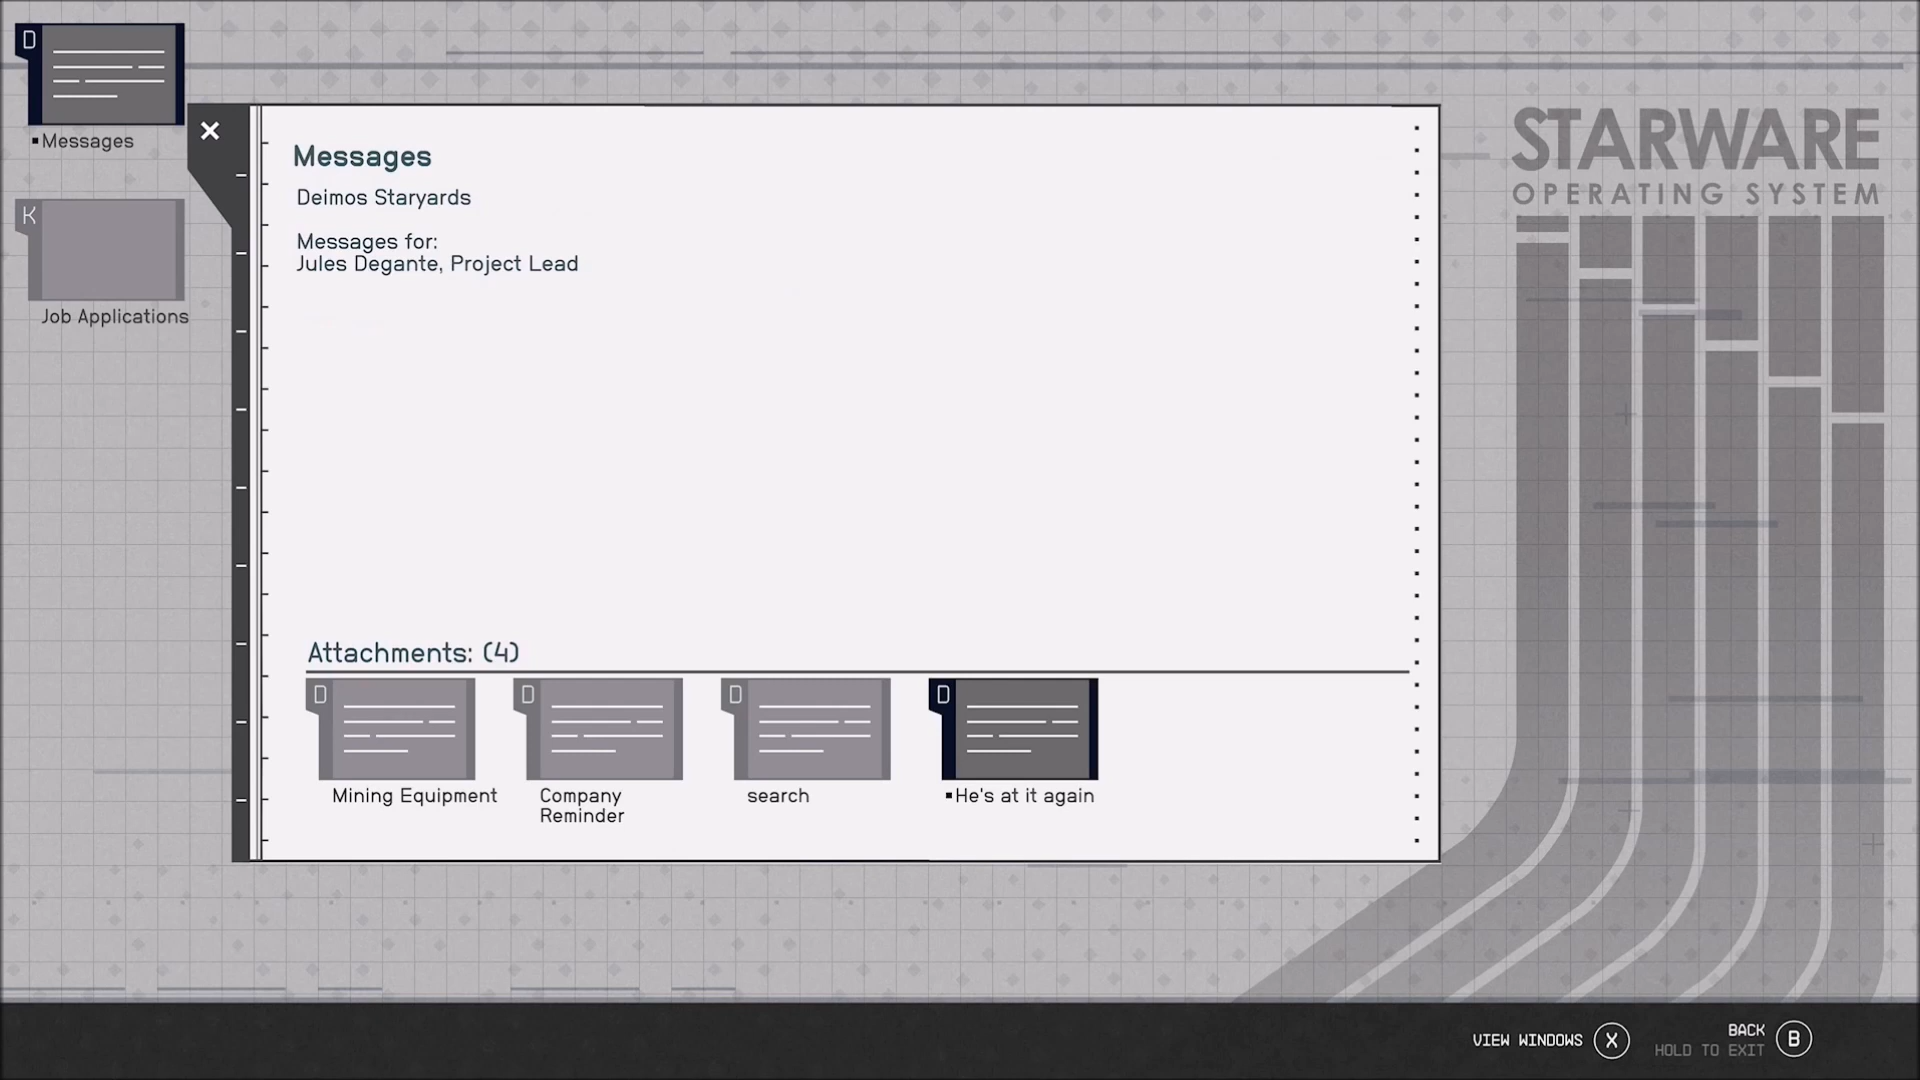 D
Messages
K
Job Applications
Messages
Deimos Staryards
Messages for:
Jules Degante, Project Lead
Attachments: (4)
D
Mining Equipment
D
Company
Reminder
D
search
D
He's at it again
STARWARE
OPERATING SYSTEM
VIEW WINDOWS X
BACK B
HOLD TO EXIT